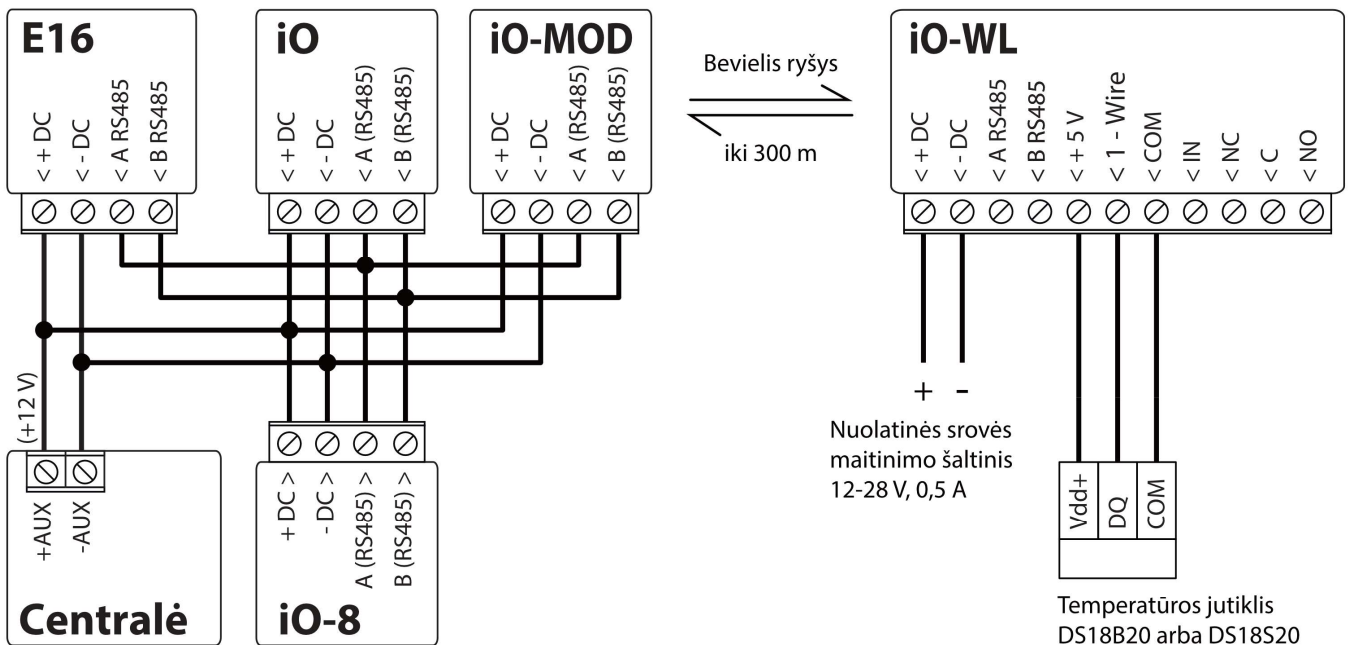 E16
< + DC
< - DC
< A RS485
< B RS485
iO
< + DC
< - DC
< A (RS485)
< B (RS485)
iO-MOD
< + DC
< - DC
< A (RS485)
< B (RS485)
Bevielis ryšys
iki 300 m
iO-WL
< + DC
< - DC
< A RS485
< B RS485
< + 5 V
< 1 - Wire
< COM
< IN
< NC
< C
< NO
(+12 V)
+AUX
-AUX
Centralė
+ DC >
- DC >
A (RS485) >
B (RS485) >
iO-8
+ -
Nuolatinės srovės
maitinimo šaltinis
12-28 V, 0,5 A
Vdd+
DQ
COM
Temperatūros jutiklis
DS18B20 arba DS18S20